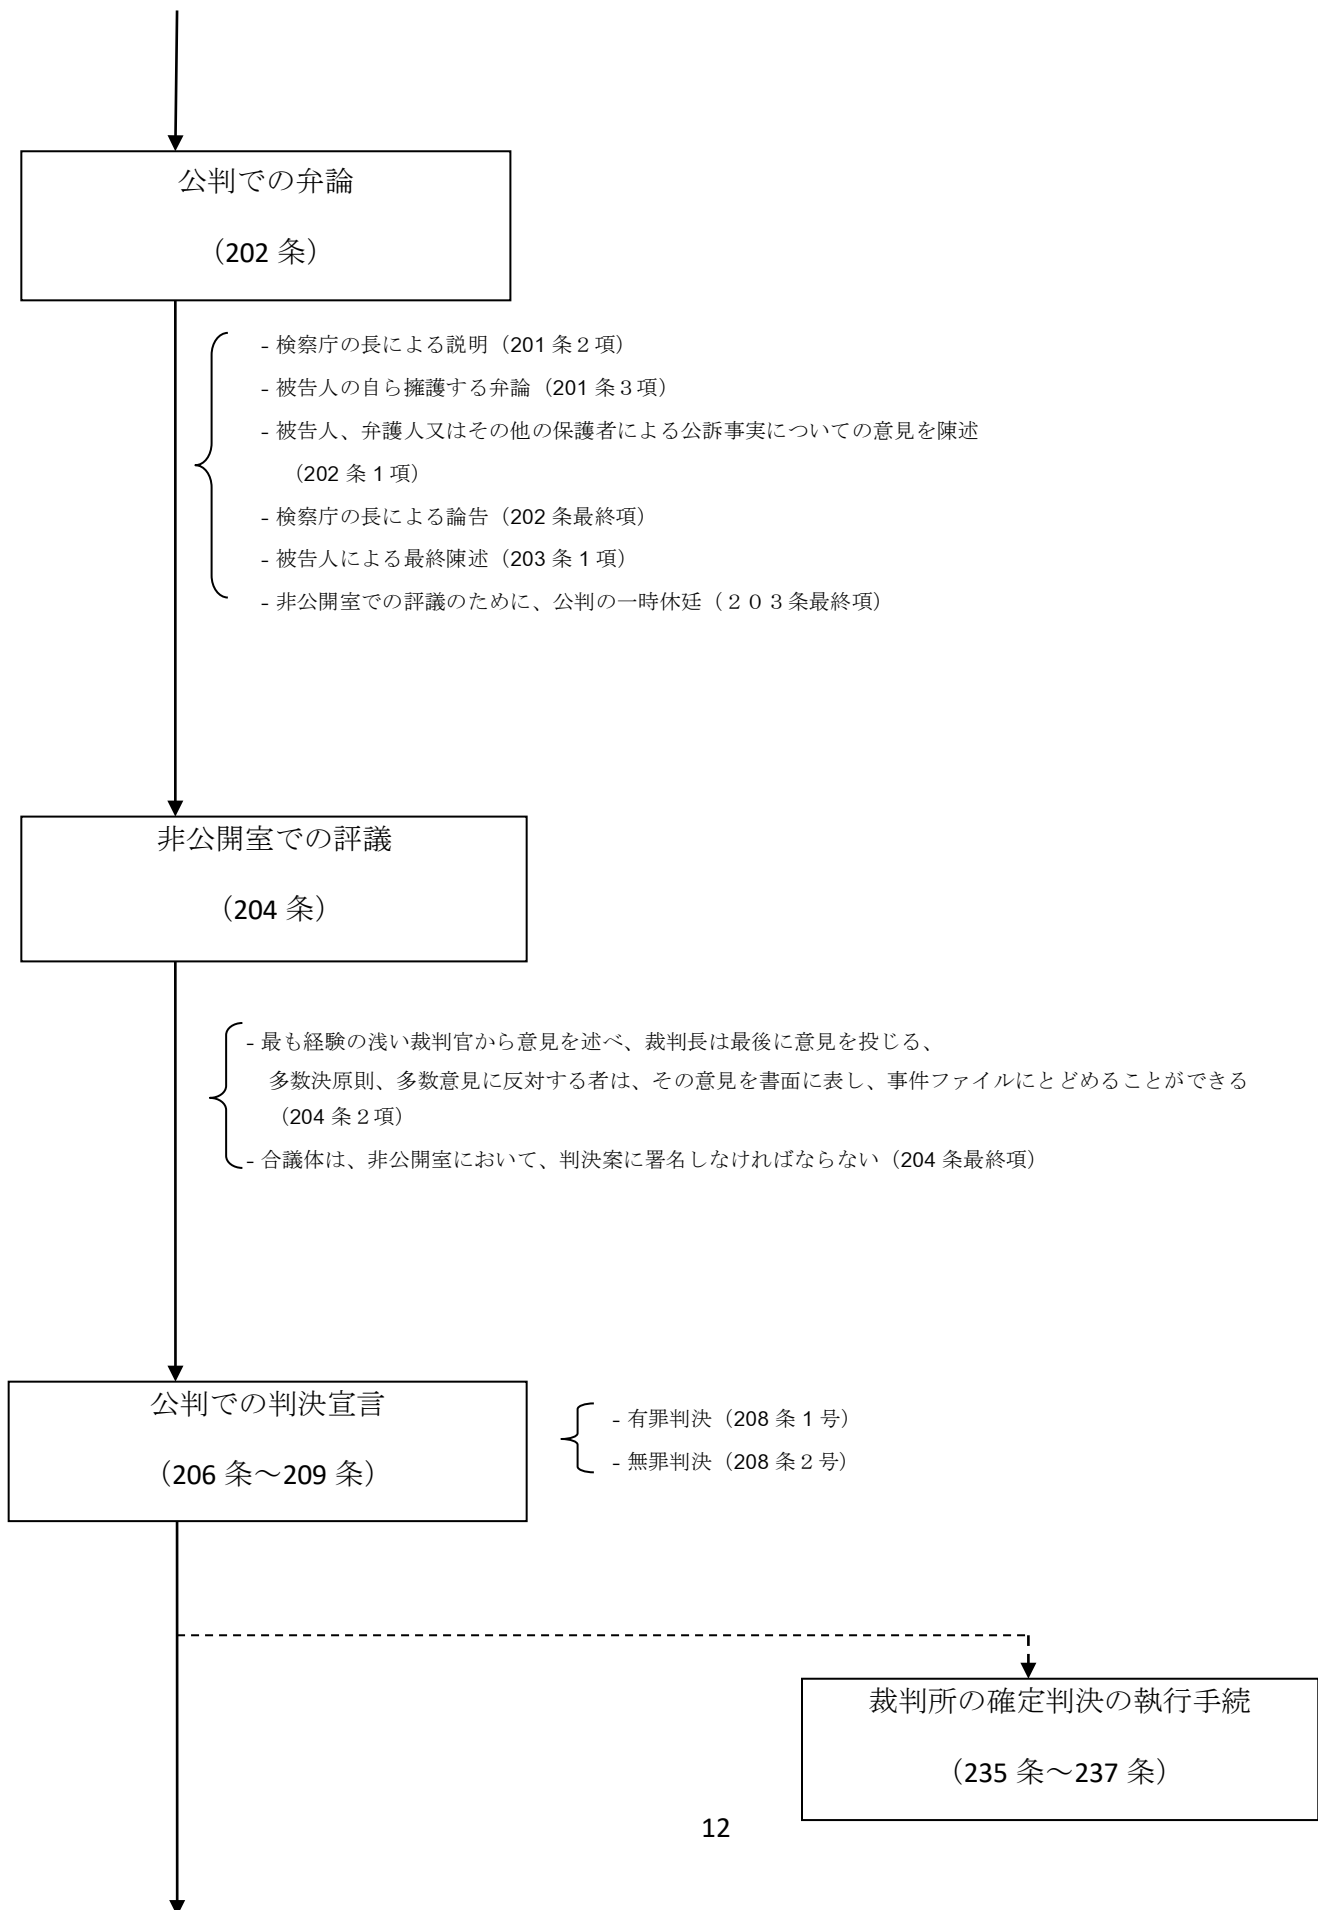 公判での弁論
（202 条）
- 検察庁の長による説明（201 条２項）
- 被告人の自ら擁護する弁論（201 条３項）
- 被告人、弁護人又はその他の保護者による公訴事実についての意見を陳述
（202 条 1 項）
- 検察庁の長による論告（202 条最終項）
- 被告人による最終陳述（203 条 1 項）
- 非公開室での評議のために、公判の一時休廷（２０３条最終項）
非公開室での評議
（204 条）
- 最も経験の浅い裁判官から意見を述べ、裁判長は最後に意見を投じる、
多数決原則、多数意見に反対する者は、その意見を書面に表し、事件ファイルにとどめることができる
（204 条２項）
- 合議体は、非公開室において、判決案に署名しなければならない（204 条最終項）
公判での判決宣言
（206 条～209 条）
- 有罪判決（208 条 1 号）
- 無罪判決（208 条２号）
裁判所の確定判決の執行手続
（235 条～237 条）
12